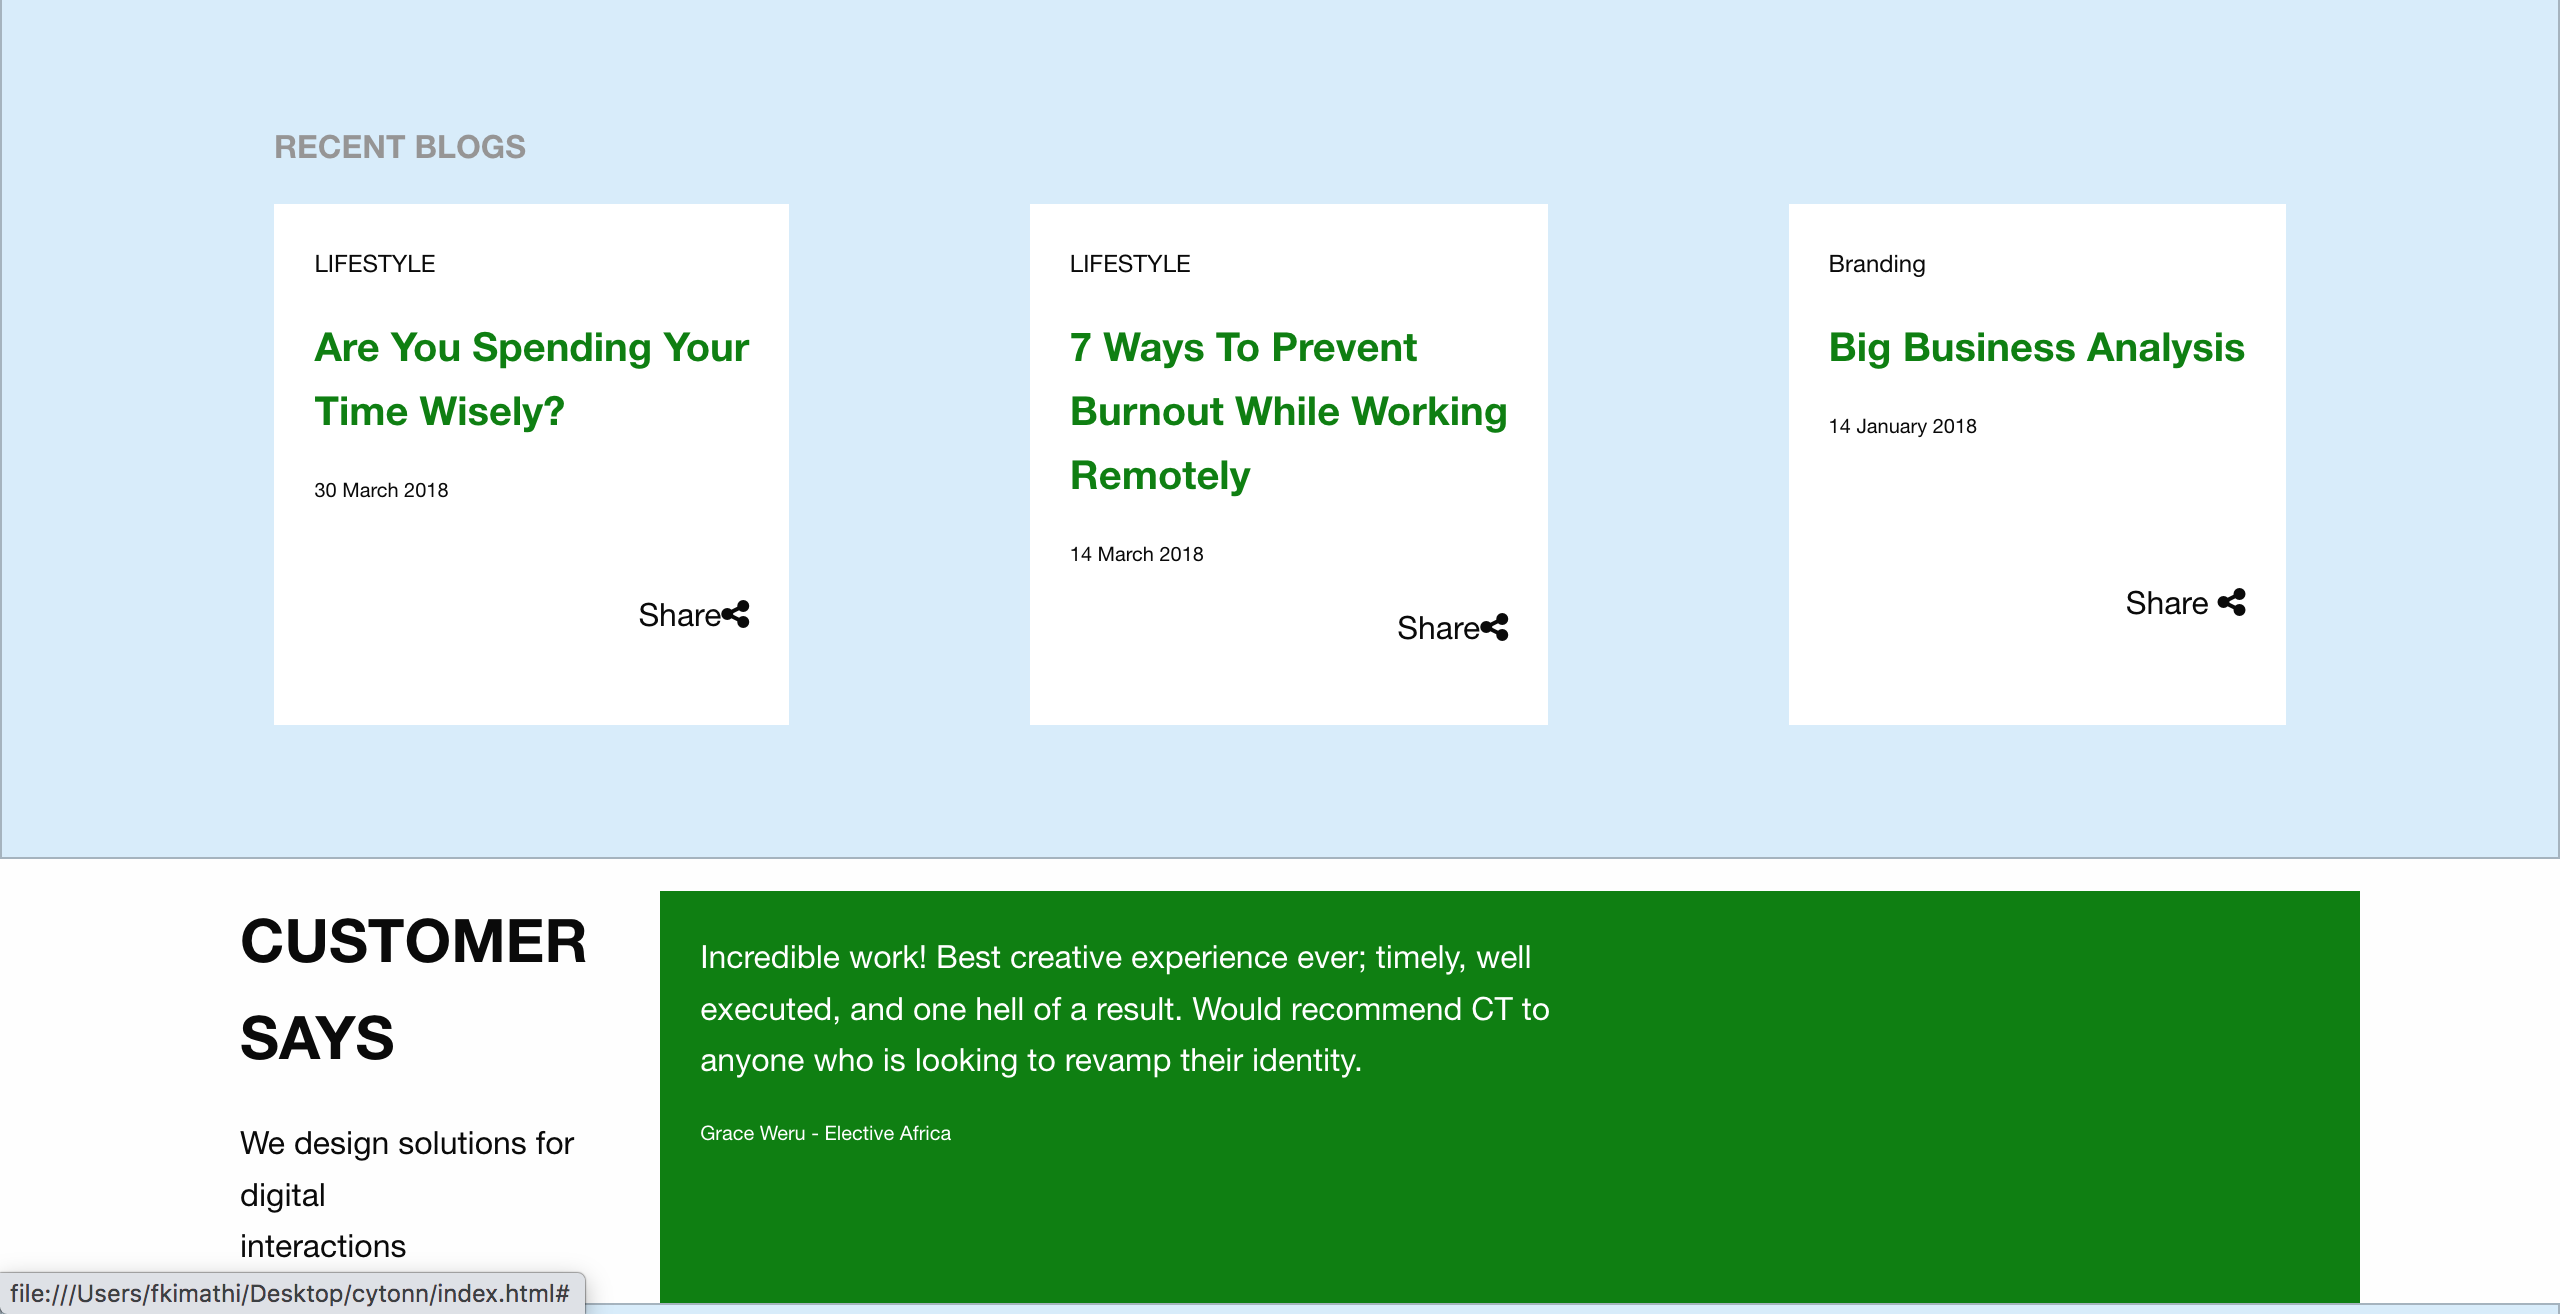 RECENT BLOGS
LIFESTYLE
Are You Spending Your
Time Wisely?
30 March 2018
Share
LIFESTYLE
7 Ways To Prevent
Burnout While Working
Remotely
14 March 2018
Share
Branding
Big Business Analysis
14 January 2018
Share
CUSTOMER
SAYS
We design solutions for
digital
interactions
Incredible work! Best creative experience ever; timely, well
executed, and one hell of a result. Would recommend CT to
anyone who is looking to revamp their identity.
Grace Weru - Elective Africa
file:///Users/fkimathi/Desktop/cytonn/index.html#